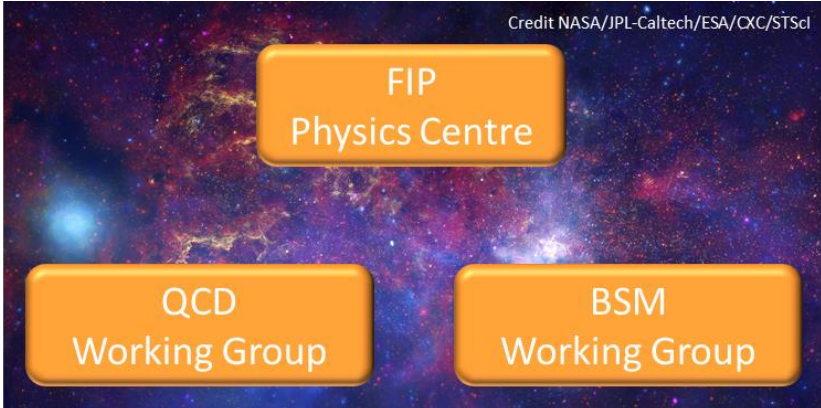 Credit NASA/JPL-Caltech/ESA/CXC/STScI
FIP
Physics Centre
QCD
Working Group
BSM
Working Group